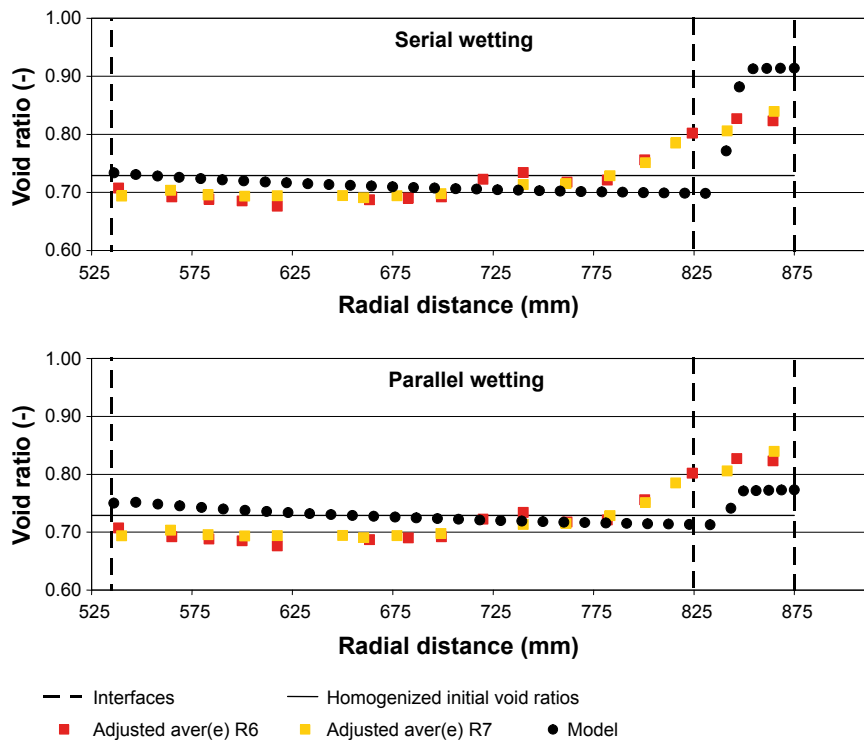 Serial wetting
Void ratio (-)
1.00
0.90
0.80
0.70
0.60
525 575 625 675 725 775 825 875
Radial distance (mm)
Parallel wetting
Void ratio (-)
1.00
0.90
0.80
0.70
0.60
525 575 625 675 725 775 825 875
Radial distance (mm)
Interfaces Homogenized initial void ratios
Adjusted aver(e) R6 Adjusted aver(e) R7 Model